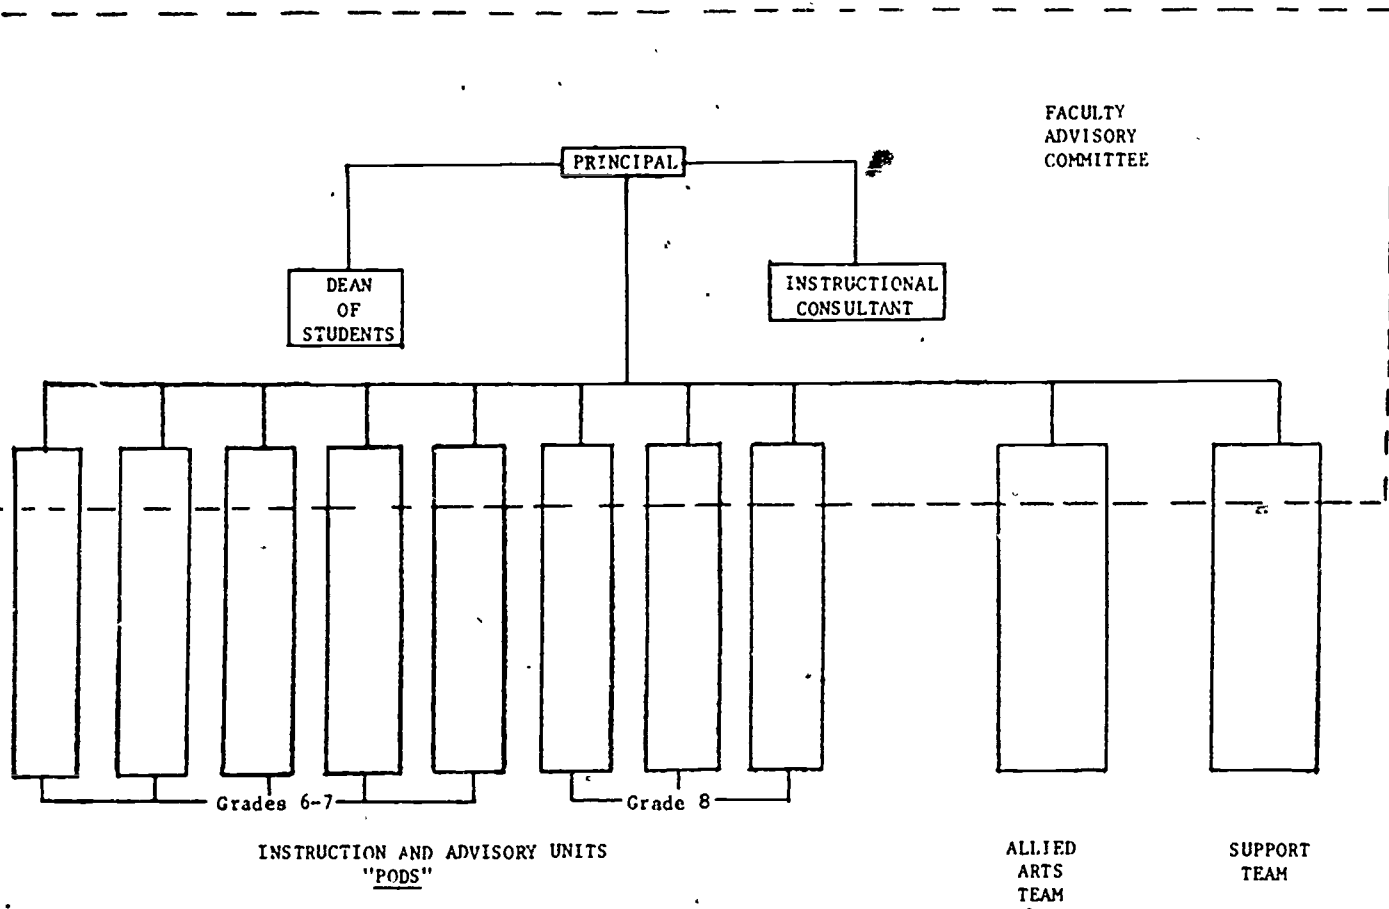 FACULTY
ADVISORY
COMMITTEE
PRINCIPAL
DEAN
OF
STUDENTS
INSTRUCTIONAL
CONSULTANT
Grades 6-7
Grade 8
INSTRUCTION AND ADVISORY UNITS
"PODS"
ALLIED
ARTS
TEAM
SUPPORT
TEAM